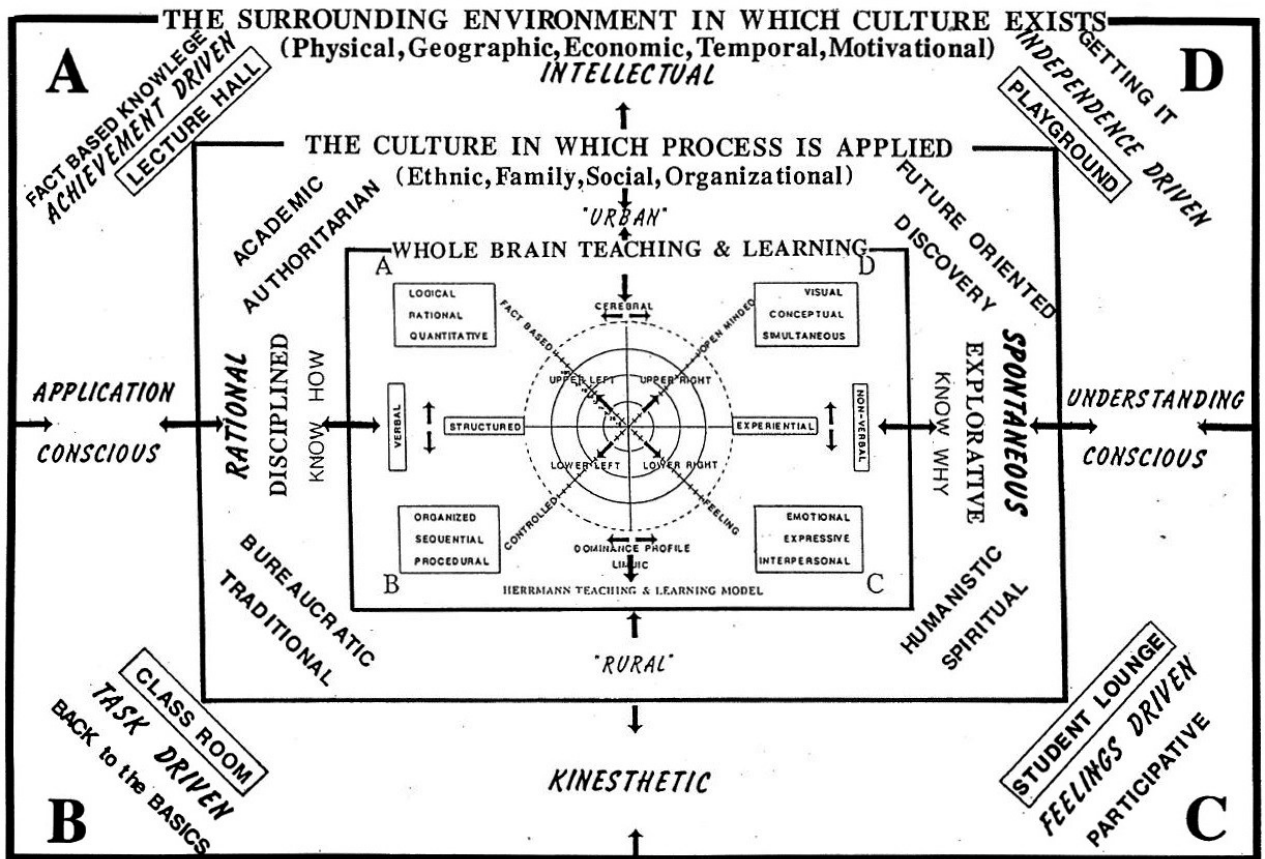 THE SURROUNDING ENVIRONMENT IN WHICH CULTURE EXISTS
(Physical,Geographic,Economic,Temporal,Motivational)
INTELLECTUAL
A
FACT BASED KNOWLEGE
ACHIEVEMENT DRIVEN
LECTURE HALL
D
GETTING IT
INDEPENDENCE DRIVEN
PLAYGROUND
THE CULTURE IN WHICH PROCESS IS APPLIED
(Ethnic,Family,Social,Organizational)
"URBAN"
ACADEMIC
AUTHORITARIAN
FUTURE ORIENTED
DISCOVERY
WHOLE BRAIN TEACHING & LEARNING
A
D
LOGICAL
RATIONAL
QUANTITATIVE
FACT BASED
CEREBRAL
OPEN MINDED
VISUAL
CONCEPTUAL
SIMULTANEOUS
UPPER LEFT
UPPER RIGHT
APPLICATION
CONSCIOUS
RATIONAL
DISCIPLINED
KNOW HOW
VERBAL
STRUCTURED
EXPERIENTIAL
NON-VERBAL
KNOW WHY
EXPLORATIVE
SPONTANEOUS
UNDERSTANDING
CONSCIOUS
LOWER LEFT
LOWER RIGHT
ORGANIZED
SEQUENTIAL
PROCEDURAL
CONTROLLED
FEELING
EMOTIONAL
EXPRESSIVE
INTERPERSONAL
DOMINANCE PROFILE
B
C
HERRMANN TEACHING & LEARNING MODEL
BUREAUCRATIC
TRADITIONAL
HUMANISTIC
SPIRITUAL
"RURAL"
CLASS ROOM
TASK DRIVEN
BACK to the BASICS
B
KINESTHETIC
STUDENT LOUNGE
FEELINGS DRIVEN
PARTICIPATIVE
C